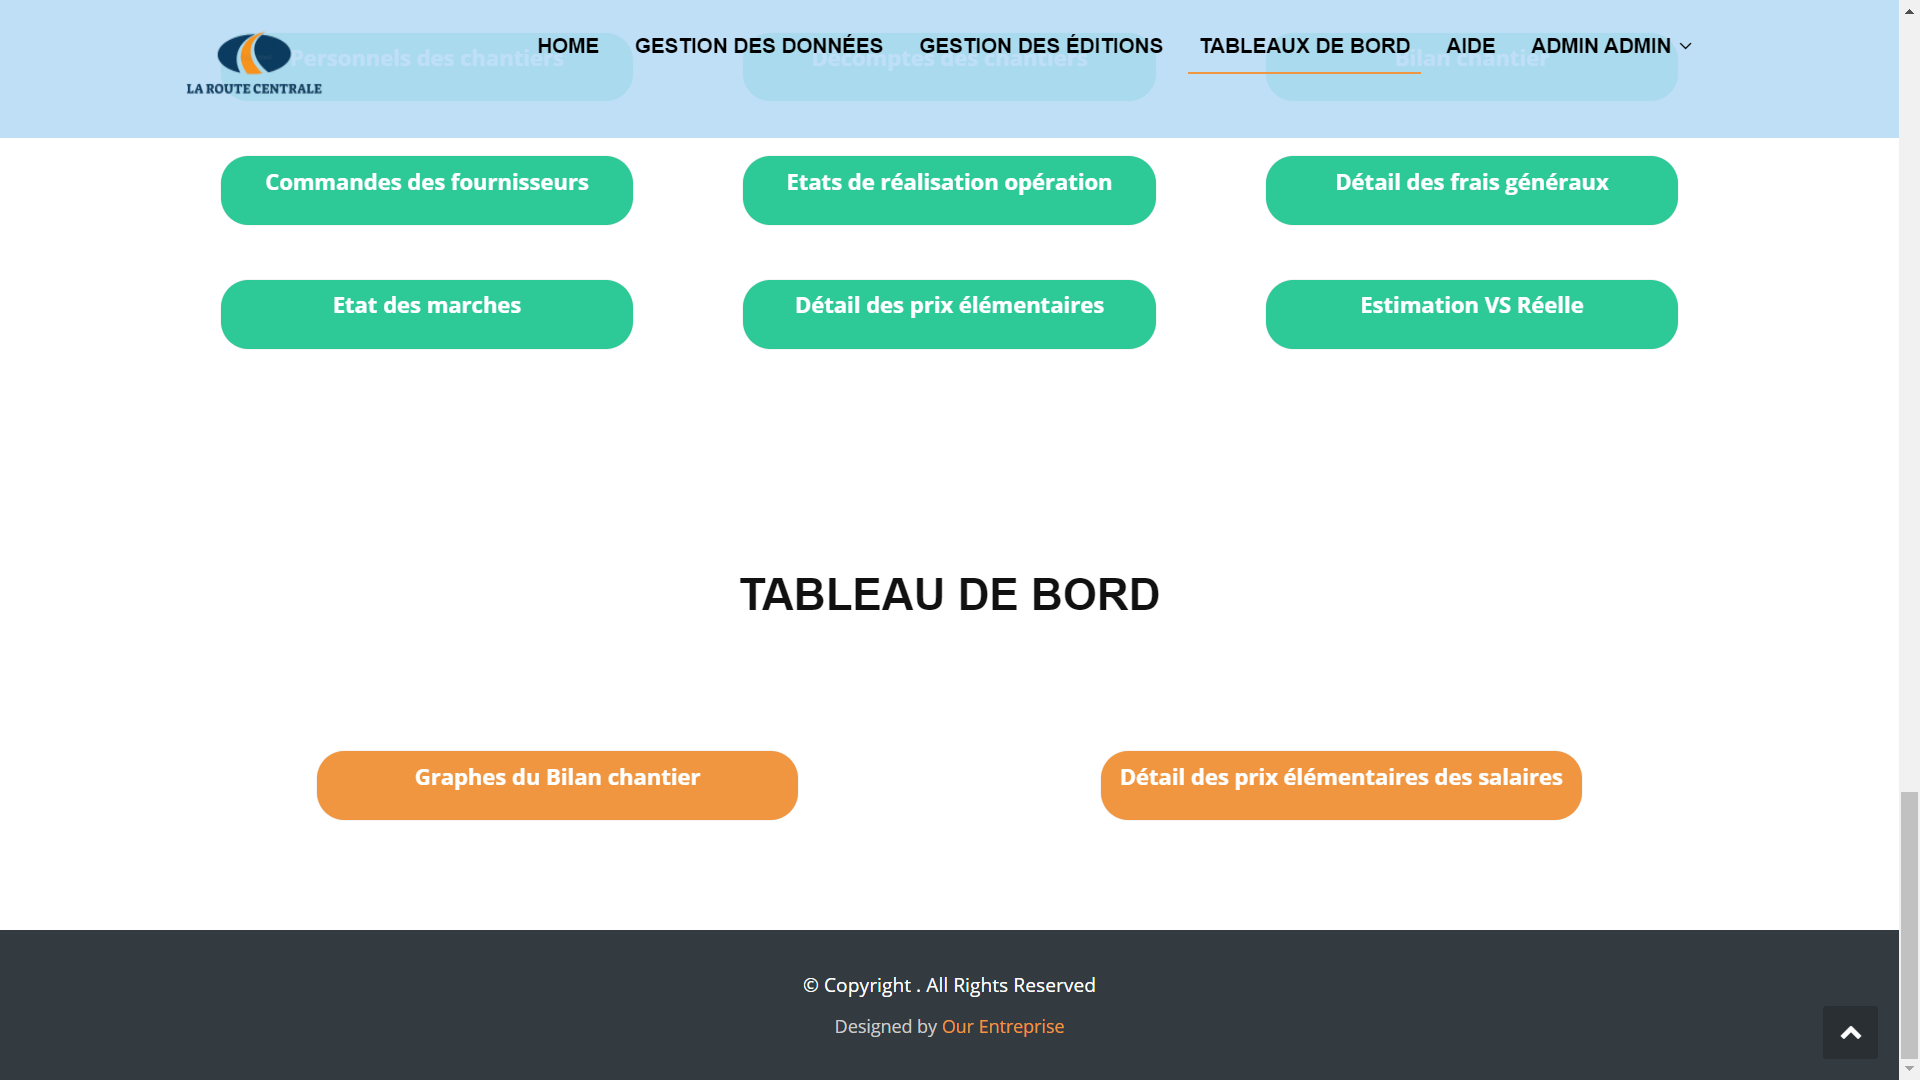 HOME GESTION DES DONNÉES GESTION DES ÉDITIONS TABLEAUX DE BORD AIDE ADMIN ADMIN
Personnels des chantiers Décomptes des chantiers Bilan chantier
LA ROUTE CENTRALE
Commandes des fournisseurs Etats de réalisation opération Détail des frais généraux
Etat des marches Détail des prix élémentaires Estimation VS Réelle
TABLEAU DE BORD
Graphes du Bilan chantier Détail des prix élémentaires des salaires
© Copyright . All Rights Reserved
Designed by Our Entreprise